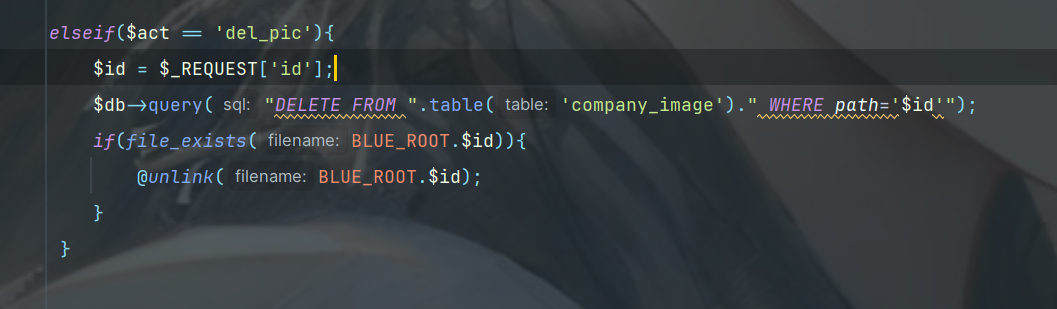 elseif($act == 'del_pic'){
$id = $_REQUEST['id'];
$db->query( sql: "DELETE FROM ".table( table: 'company_image')." WHERE path='$id'");
if(file_exists( filename: BLUE_ROOT.$id)){
@unlink( filename: BLUE_ROOT.$id);
}
}